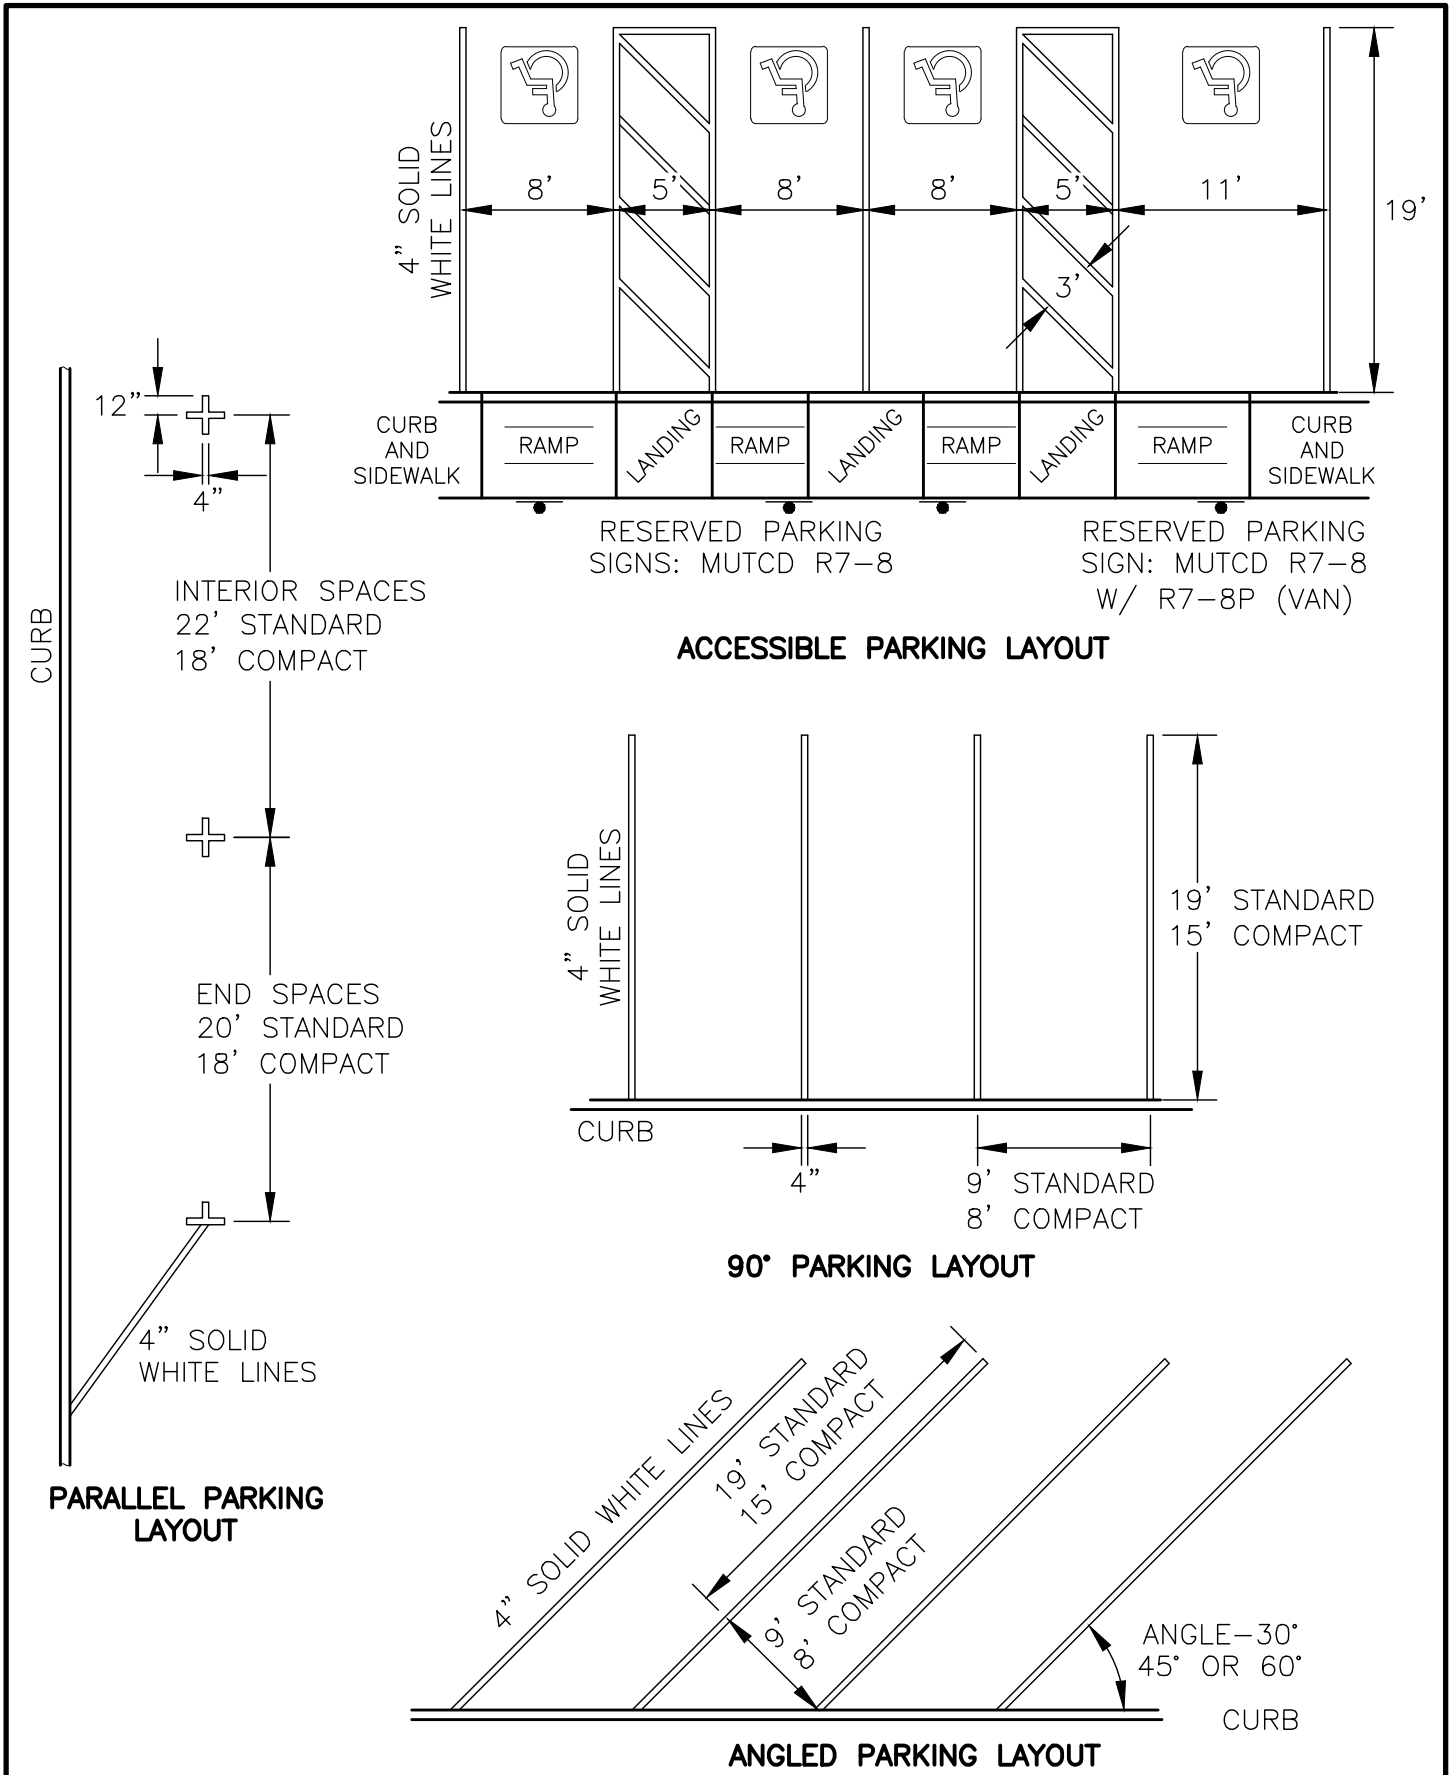 4” SOLID
WHITE LINES
8’
5’
8’
8’
5’
11’
19’
3’
CURB
AND
SIDEWALK
RAMP
LANDING
RAMP
LANDING
RAMP
LANDING
RAMP
CURB
AND
SIDEWALK
RESERVED PARKING
SIGNS: MUTCD R7-8
RESERVED PARKING
SIGN: MUTCD R7-8
W/ R7-8P (VAN)
ACCESSIBLE PARKING LAYOUT
12”
4”
CURB
INTERIOR SPACES
22’ STANDARD
18’ COMPACT
END SPACES
20’ STANDARD
18’ COMPACT
4” SOLID
WHITE LINES
PARALLEL PARKING
LAYOUT
4” SOLID
WHITE LINES
19’ STANDARD
15’ COMPACT
CURB
4”
9’ STANDARD
8’ COMPACT
90° PARKING LAYOUT
4” SOLID WHITE LINES
19’ STANDARD
15’ COMPACT
9’ STANDARD
8’ COMPACT
ANGLE-30°
45° OR 60°
CURB
ANGLED PARKING LAYOUT